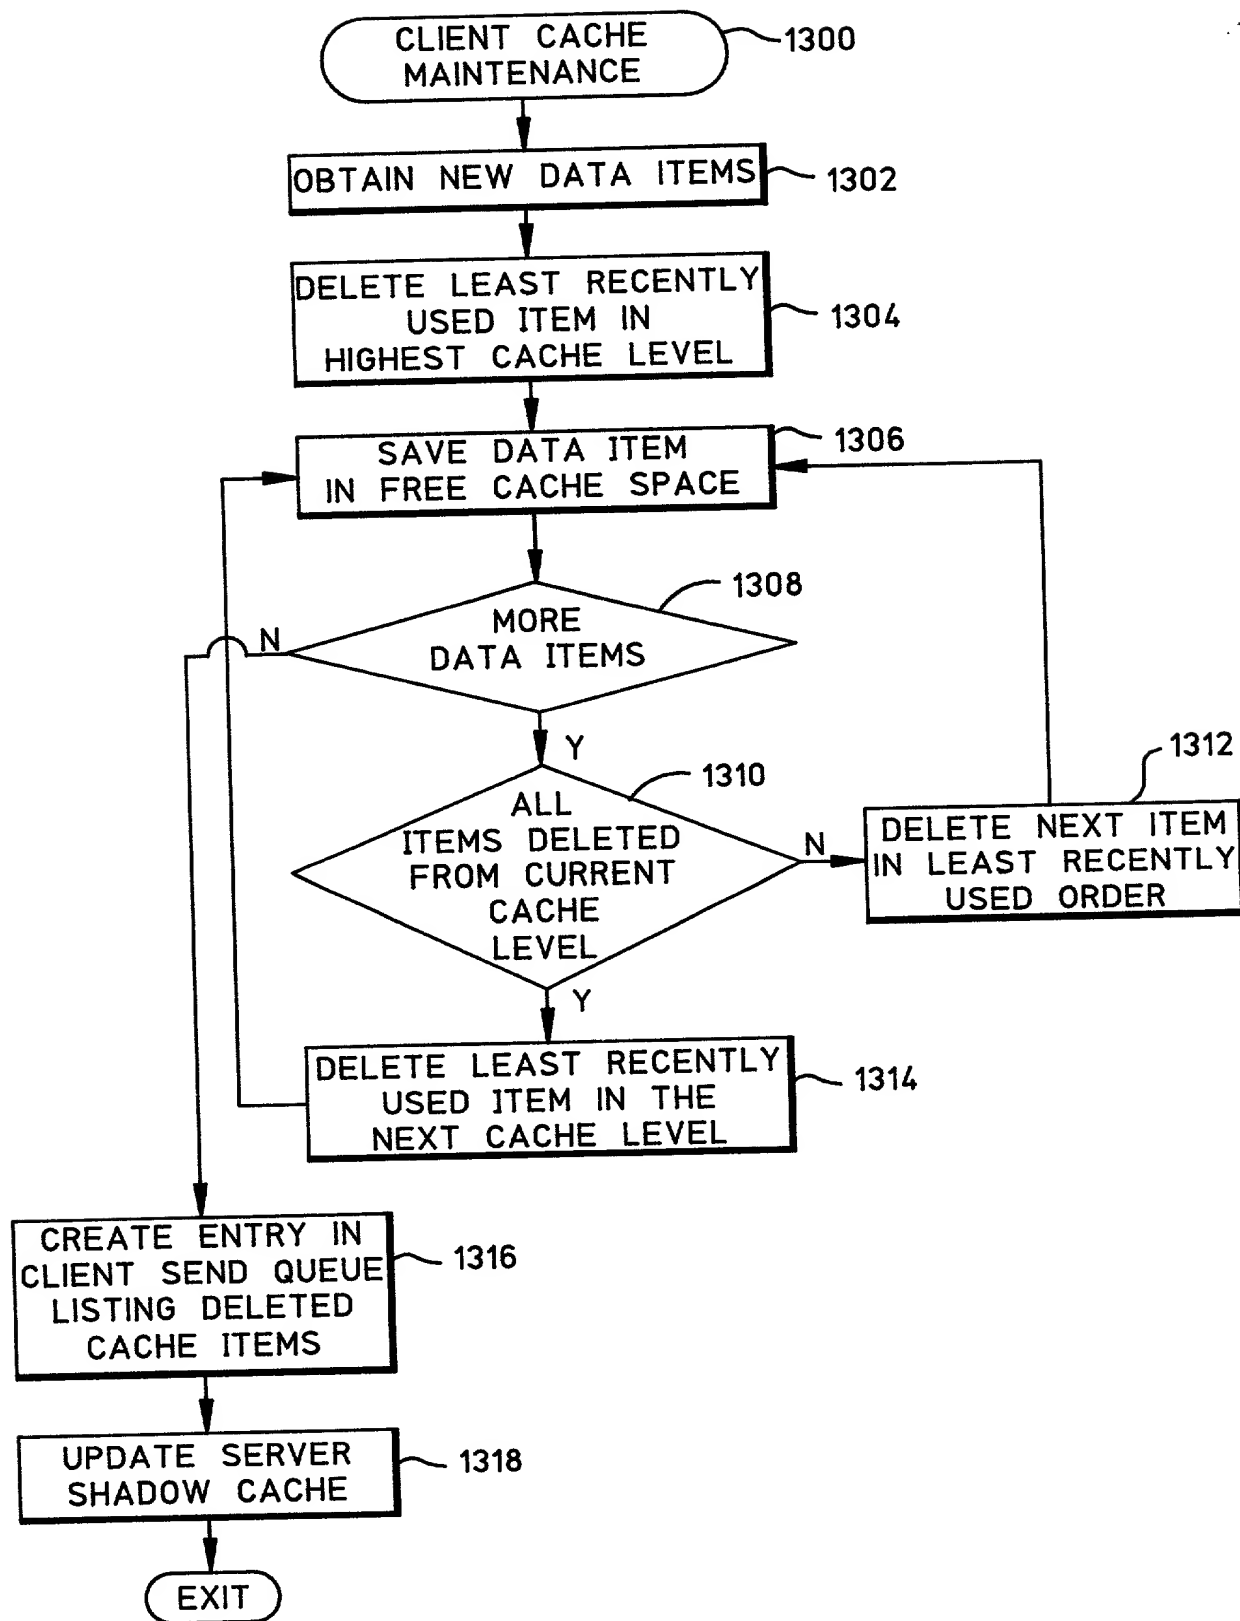 CLIENT CACHE
MAINTENANCE
1300
OBTAIN NEW DATA ITEMS
1302
DELETE LEAST RECENTLY
USED ITEM IN
HIGHEST CACHE LEVEL
1304
SAVE DATA ITEM
IN FREE CACHE SPACE
1306
MORE
DATA ITEMS
1308
N
Y
ALL
ITEMS DELETED
FROM CURRENT
CACHE
LEVEL
1310
N
DELETE NEXT ITEM
IN LEAST RECENTLY
USED ORDER
1312
Y
DELETE LEAST RECENTLY
USED ITEM IN THE
NEXT CACHE LEVEL
1314
CREATE ENTRY IN
CLIENT SEND QUEUE
LISTING DELETED
CACHE ITEMS
1316
UPDATE SERVER
SHADOW CACHE
1318
EXIT